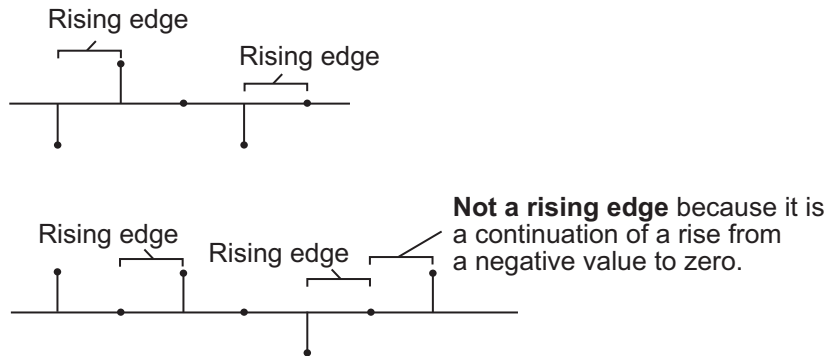 Rising edge
Rising edge
Not a rising edge because it is
a continuation of a rise from
a negative value to zero.
Rising edge
Rising edge